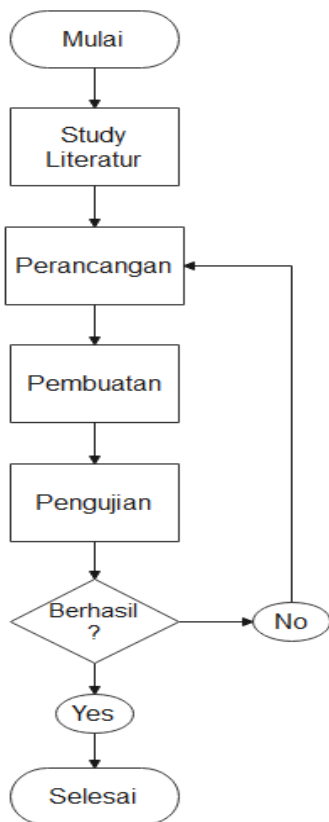 Mulai
Study
Literatur
Perancangan
Pembuatan
Pengujian
Berhasil
?
No
Yes
Selesai